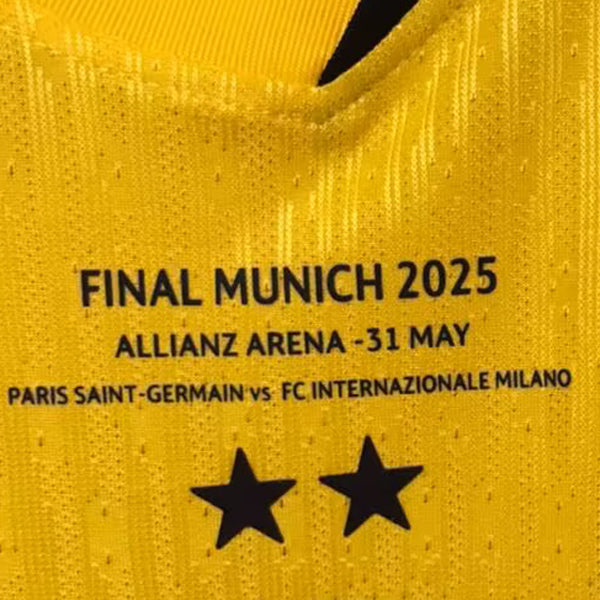 FINAL MUNICH 2025
ALLIANZ ARENA -31 MAY
PARIS SAINT-GERMAIN vs FC INTERNAZIONALE MILANO